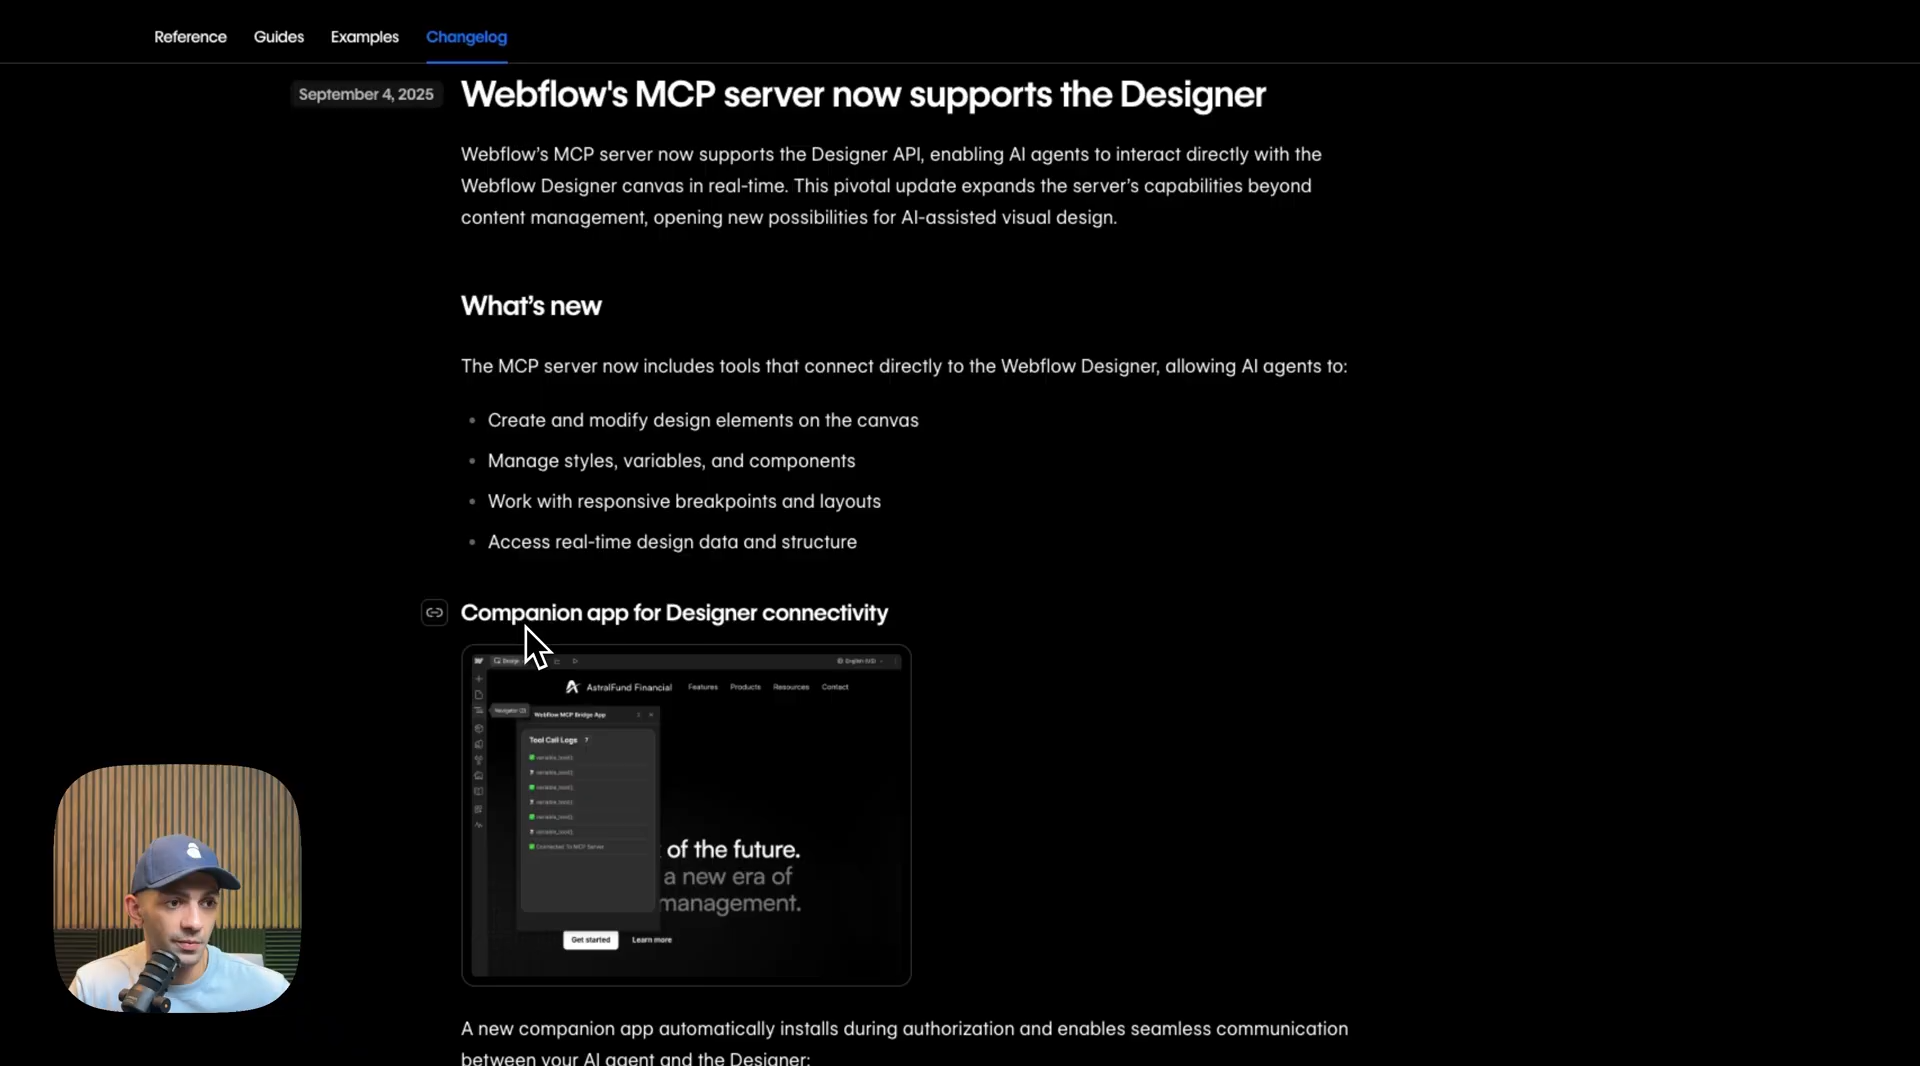 Reference Guides Examples Changelog
September 4, 2025
Webflow's MCP server now supports the Designer
Webflow’s MCP server now supports the Designer API, enabling AI agents to interact directly with the
Webflow Designer canvas in real-time. This pivotal update expands the server’s capabilities beyond
content management, opening new possibilities for AI-assisted visual design.
What’s new
The MCP server now includes tools that connect directly to the Webflow Designer, allowing AI agents to:
• Create and modify design elements on the canvas
• Manage styles, variables, and components
• Work with responsive breakpoints and layouts
• Access real-time design data and structure
Companion app for Designer connectivity
English (US)
AstralFund Financial Features Products Resources Contact
Webflow MCP Bridge App
Tool Call Logs ?
Connected To MCP Server
of the future.
a new era of
management.
Get started Learn more
A new companion app automatically installs during authorization and enables seamless communication
between your AI agent and the Designer: